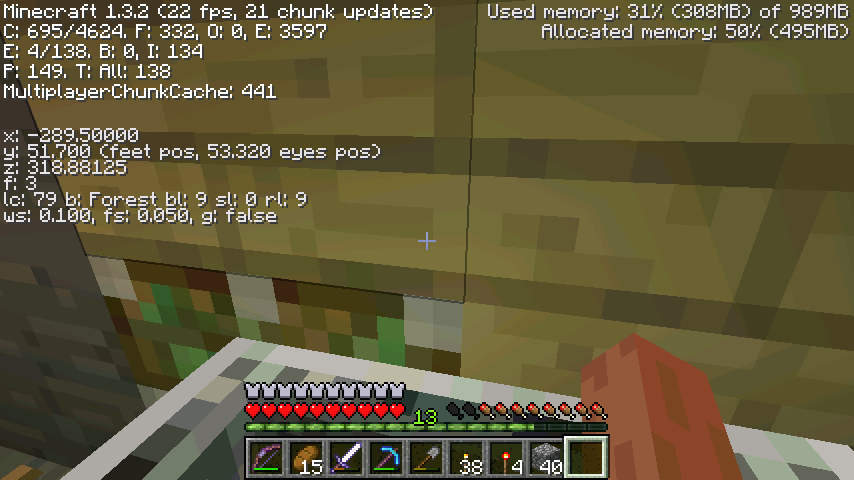 Minecraft 1.3.2 (22 fps, 21 chunk updates)
C: 695/4624. F: 332, O: 0, E: 3597
E: 4/138. B: 0, I: 134
P: 149. T: All: 138
MultiplayerChunkCache: 441
x: -289.50000
y: 51.700 (feet pos, 53.320 eyes pos)
z: 318.88125
f: 3
lc: 79 b: Forest bl: 9 sl: 0 rl: 9
ws: 0.100, fs: 0.050, g: false
Used memory: 31% (308MB) of 989MB
Allocated memory: 50% (495MB)
13
15 38 4 40